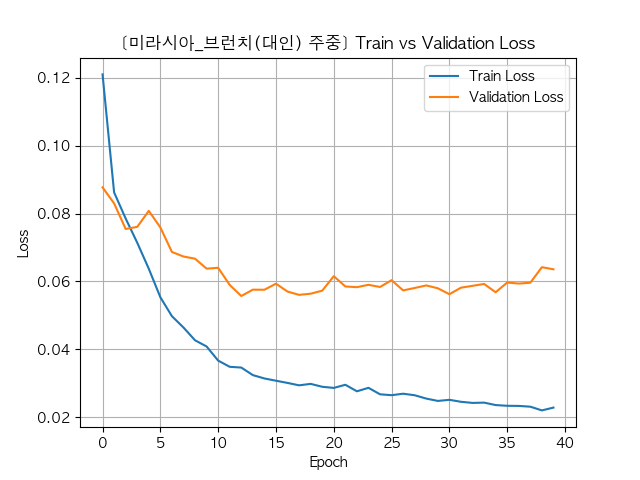 [미라시아_브런치(대인) 주중] Train vs Validation Loss
Train Loss
Validation Loss
Loss
0.12
0.10
0.08
0.06
0.04
0.02
0 5 10 15 20 25 30 35 40
Epoch